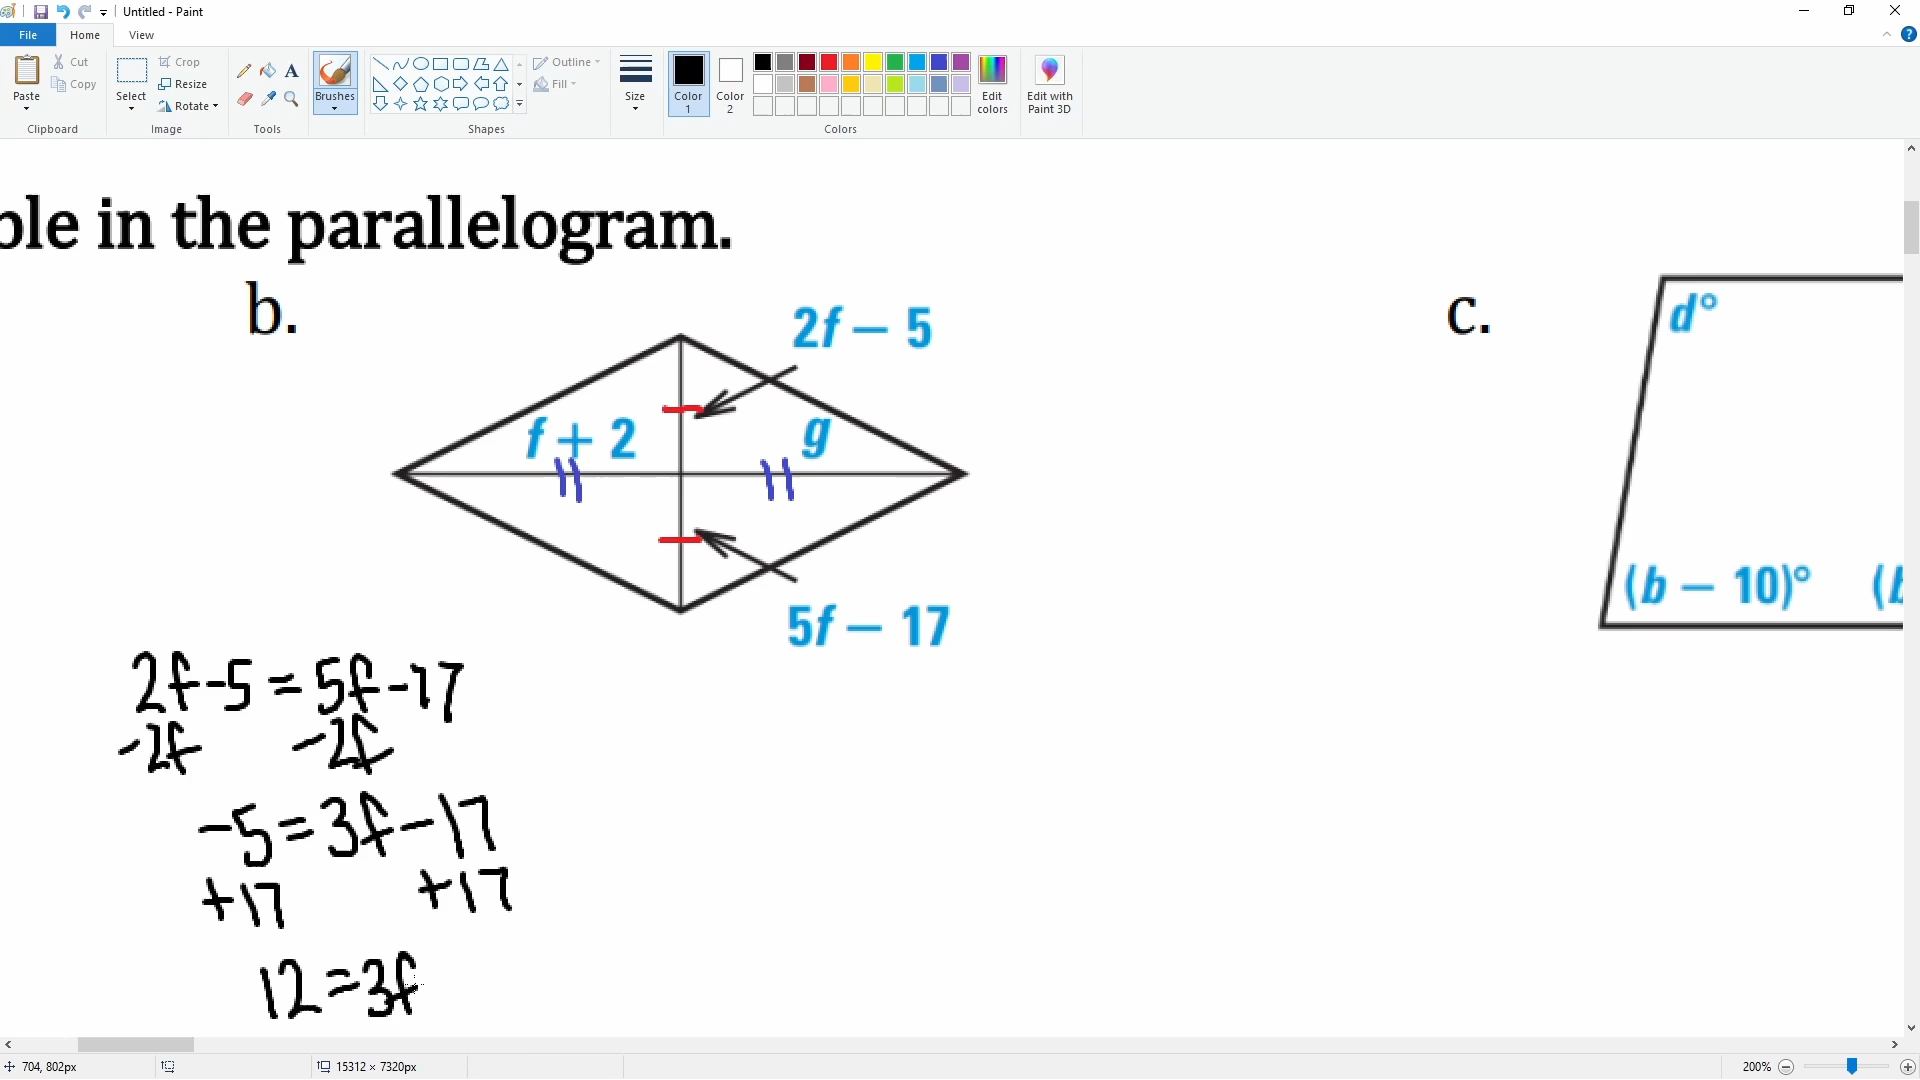 Untitled - Paint
File Home View
Paste Cut Copy Clipboard
Select Crop Resize Rotate Image
Tools
Brushes
Shapes
Outline Fill
Size
Color 1 Color 2
Colors
Edit colors
Edit with Paint 3D
ble in the parallelogram.
b.
2f – 5
f + 2
g
5f – 17
c.
d°
(b – 10)°
2f-5=5f-17
-2f -2f
-5=3f-17
+17 +17
12=3f
704, 802px
15312 × 7320px
200%